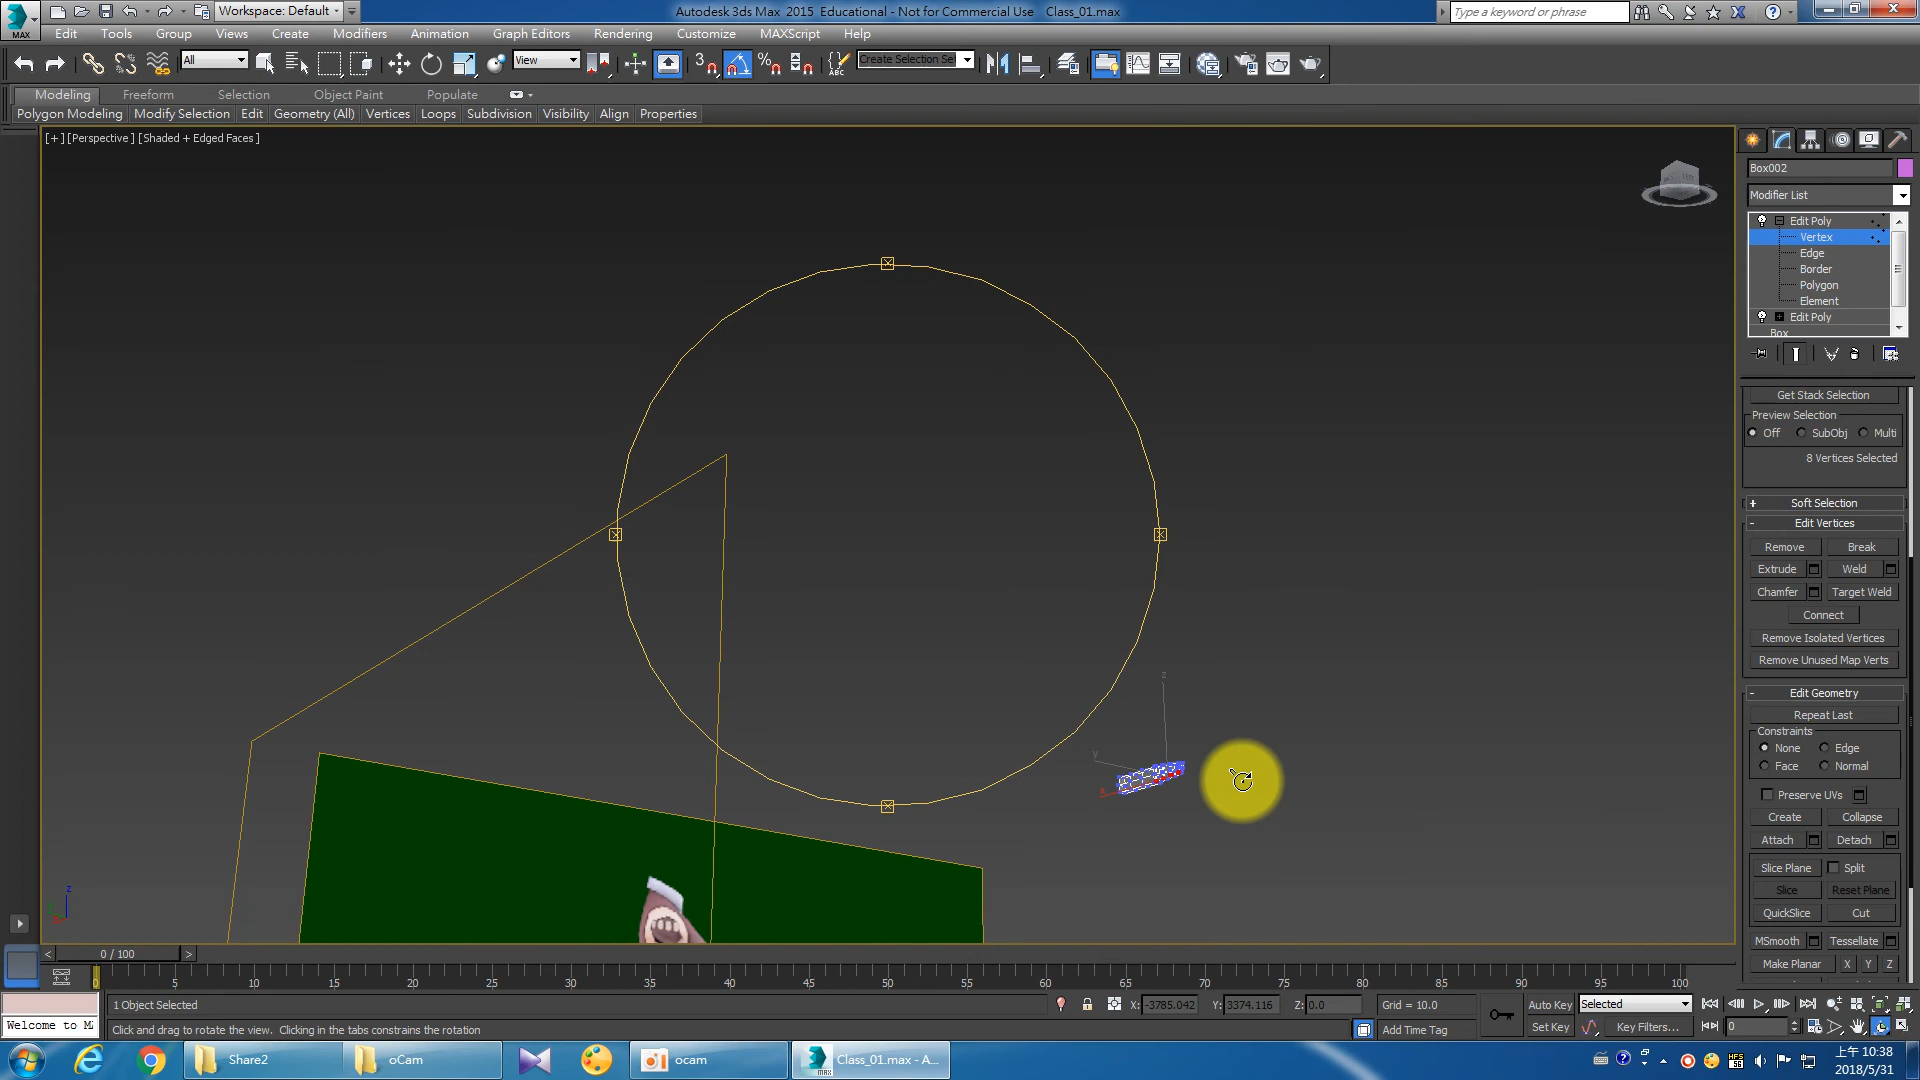 MAX
Workspace: Default
Autodesk 3ds Max 2015 Educational - Not for Commercial Use Class_01.max
Type a keyword or phrase
Edit Tools Group Views Create Modifiers Animation Graph Editors Rendering Customize MAXScript Help
All
View
3
Create Selection Se
Modeling Freeform Selection Object Paint Populate
Polygon Modeling Modify Selection Edit Geometry (All) Vertices Loops Subdivision Visibility Align Properties
[+] [Perspective] [Shaded + Edged Faces]
Box002
Modifier List
Edit Poly
Vertex
Edge
Border
Polygon
Element
Edit Poly
Box
Get Stack Selection
Preview Selection
Off SubObj Multi
8 Vertices Selected
+ Soft Selection
- Edit Vertices
Remove Break
Extrude Weld
Chamfer Target Weld
Connect
Remove Isolated Vertices
Remove Unused Map Verts
- Edit Geometry
Repeat Last
Constraints
None Edge
Face Normal
Preserve UVs
Create Collapse
Attach Detach
Slice Plane Split
Slice Reset Plane
QuickSlice Cut
MSmooth Tessellate
Make Planar X Y Z
z
y
x
z
< 0 / 100 >
0 5 10 15 20 25 30 35 40 45 50 55 60 65 70 75 80 85 90 95 100
1 Object Selected
X: -3785.042 Y: 3374.116 Z: 0.0 Grid = 10.0
Auto Key Selected
Welcome to M
Click and drag to rotate the view. Clicking in the tabs constrains the rotation
Add Time Tag
Set Key Key Filters... 0
Share2 oCam ocam Class_01.max - A...
上午 10:38
2018/5/31